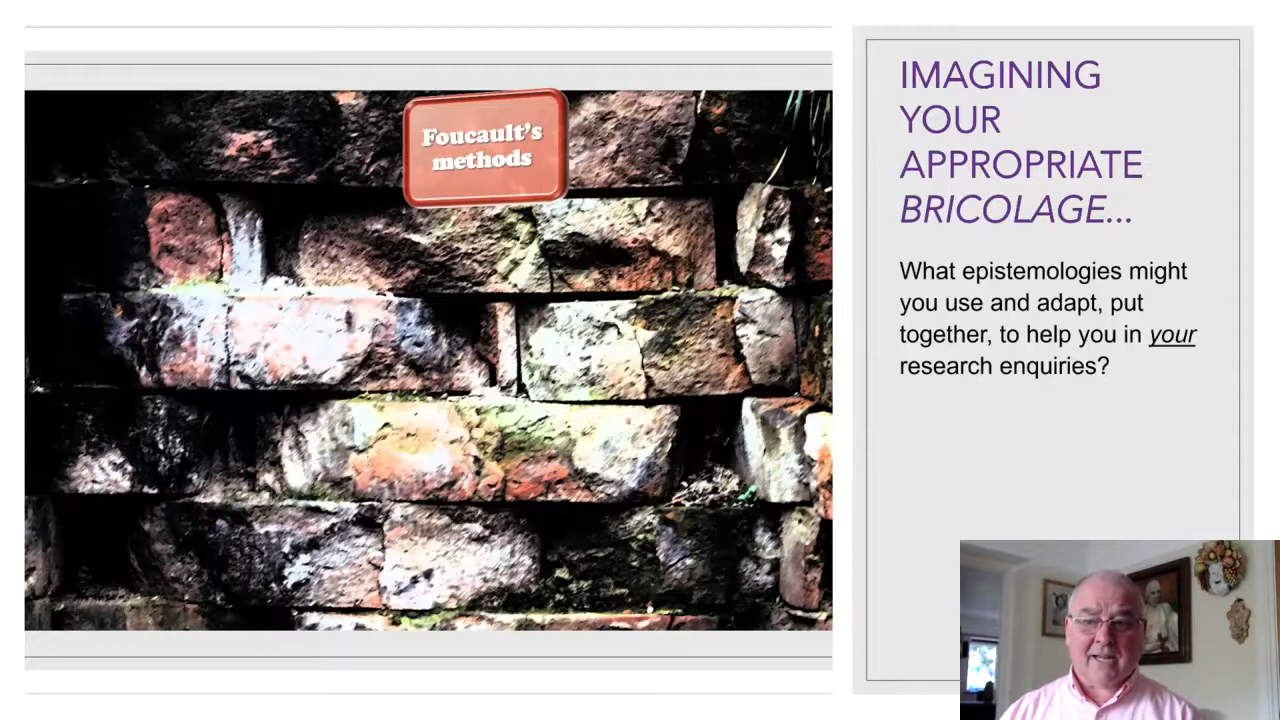 Foucault's
methods
IMAGINING
YOUR
APPROPRIATE
BRICOLAGE...
What epistemologies might
you use and adapt, put
together, to help you in your
research enquiries?